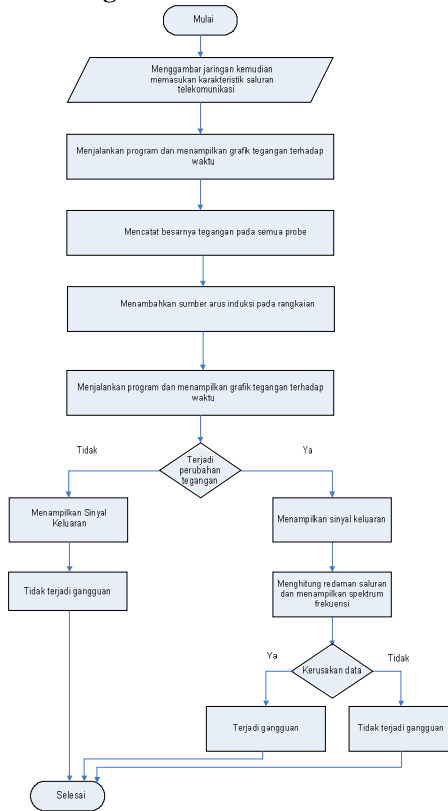 Mulai
Menggambar jaringan kemudian
memasukan karakteristik saluran
telekomunikasi
Menjalankan program dan menampilkan grafik tegangan terhadap
waktu
Mencatat besarnya tegangan pada semua probe
Menambahkan sumber arus induksi pada rangkaian
Menjalankan program dan menampilkan grafik tegangan terhadap
waktu
Terjadi
perubahan
tegangan
Tidak
Ya
Menampilkan Sinyal
Keluaran
Tidak terjadi gangguan
Menampilkan sinyal keluaran
Menghitung redaman saluran
dan menampilkan spektrum
frekuensi
Kerusakan data
Ya
Tidak
Terjadi gangguan
Tidak terjadi gangguan
Selesai